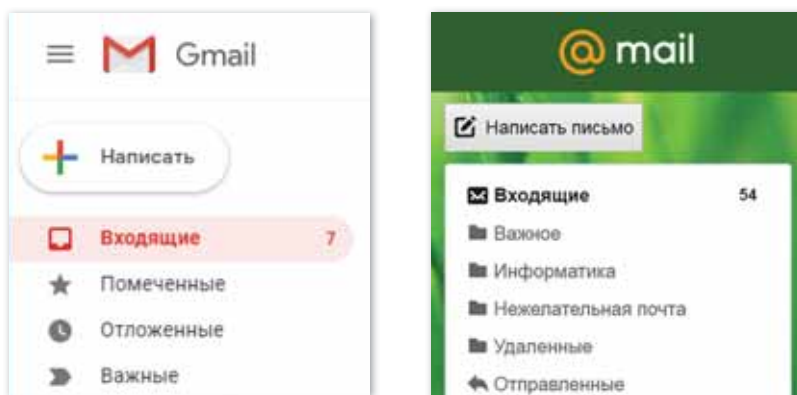 Gmail
Написать
Входящие 7
Помеченные
Отложенные
Важные
@ mail
Написать письмо
Входящие 54
Важное
Информатика
Нежелательная почта
Удаленные
Отправленные